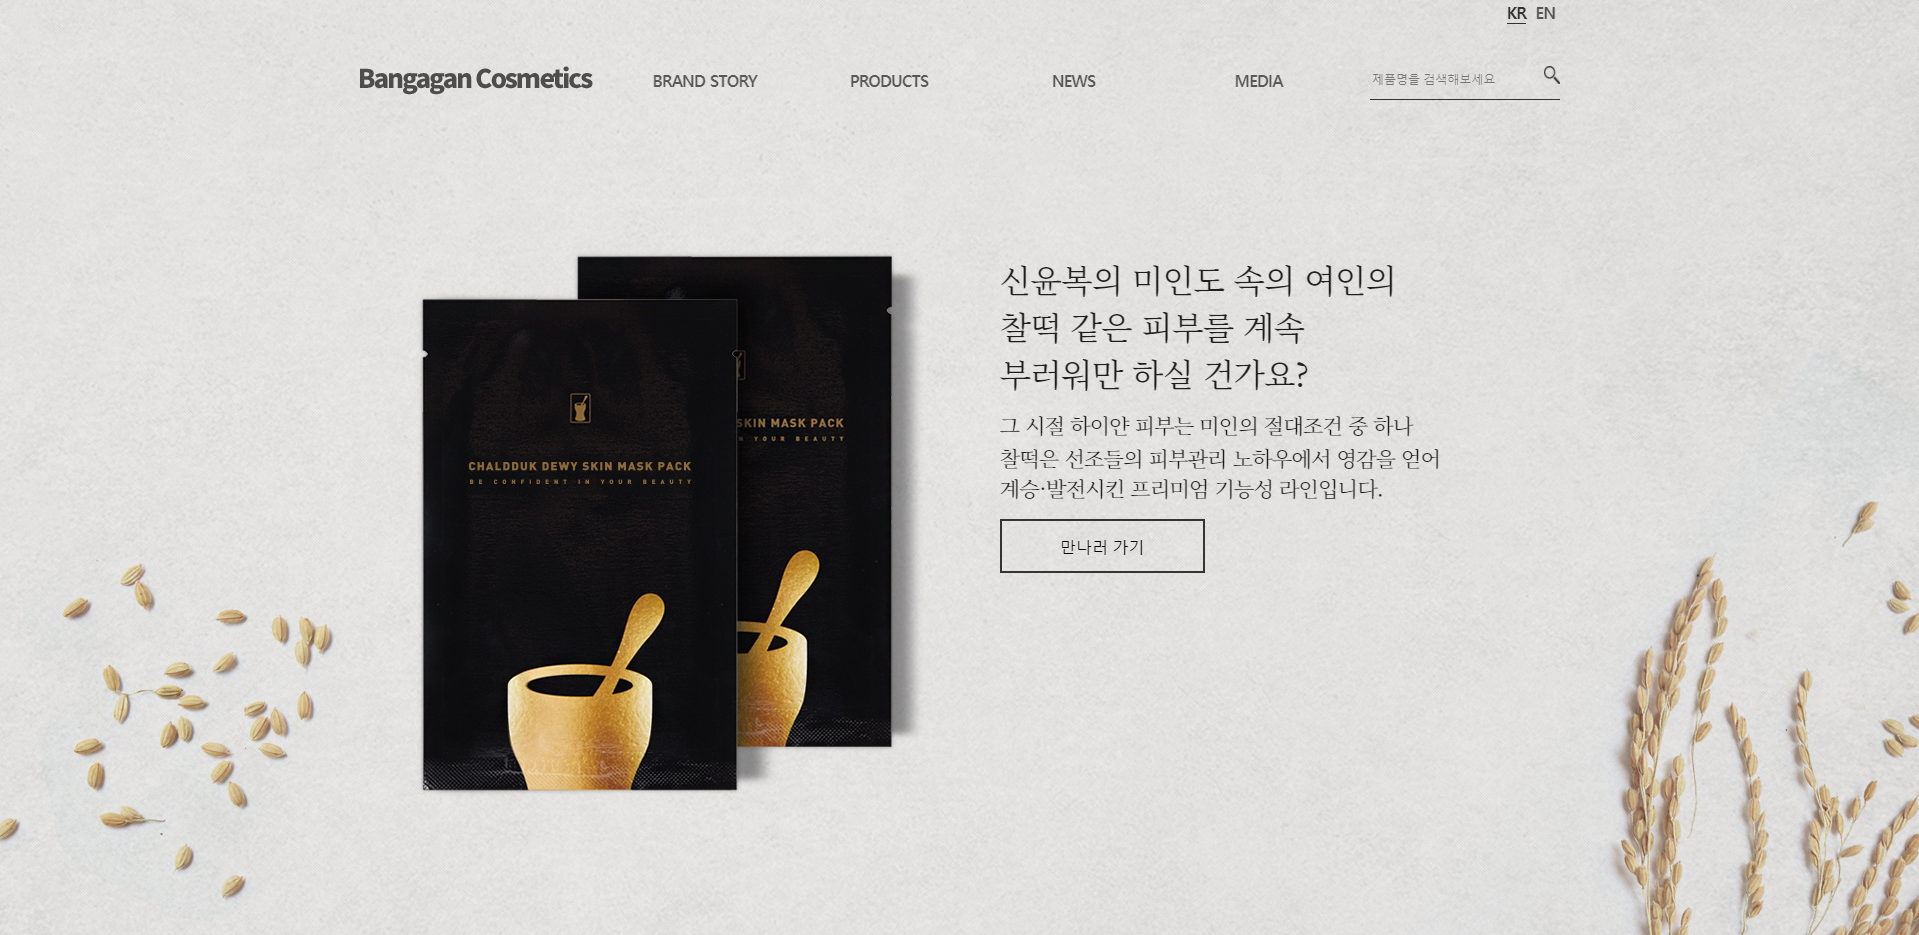 KR EN
Bangagan Cosmetics
BRAND STORY
PRODUCTS
NEWS
MEDIA
제품명을 검색해보세요
신윤복의 미인도 속의 여인의
찰떡 같은 피부를 계속
부러워만 하실 건가요?
그 시절 하이얀 피부는 미인의 절대조건 중 하나
찰떡은 선조들의 피부관리 노하우에서 영감을 얻어
계승·발전시킨 프리미엄 기능성 라인입니다.
만나러 가기
SKIN MASK PACK
N YOUR BEAUTY
CHALDDUK DEWY SKIN MASK PACK
BE CONFIDENT IN YOUR BEAUTY